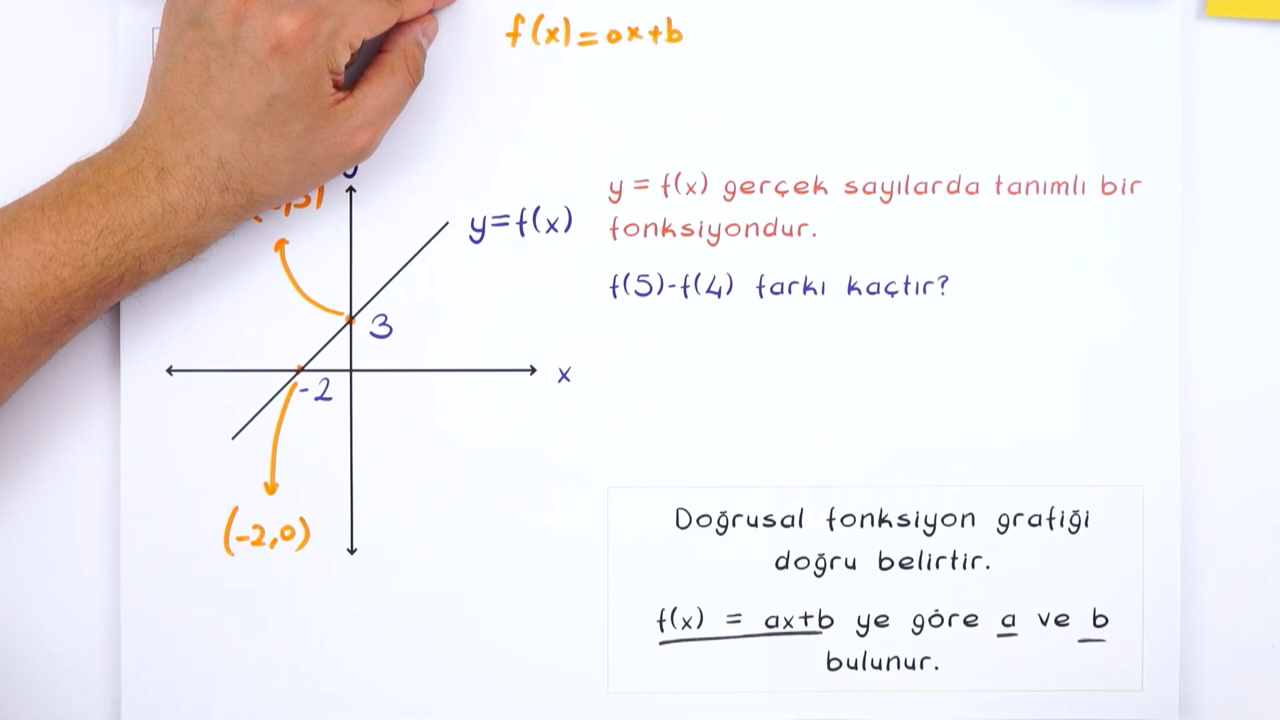 f(x)=ax+b
y = f(x) gerçek sayılarda tanımlı bir
fonksiyondur.
f(5)-f(4) farkı kaçtır?
y=f(x)
3
x
-2
(-2,0)
Doğrusal fonksiyon grafiği
doğru belirtir.
f(x) = ax+b ye göre a ve b
bulunur.